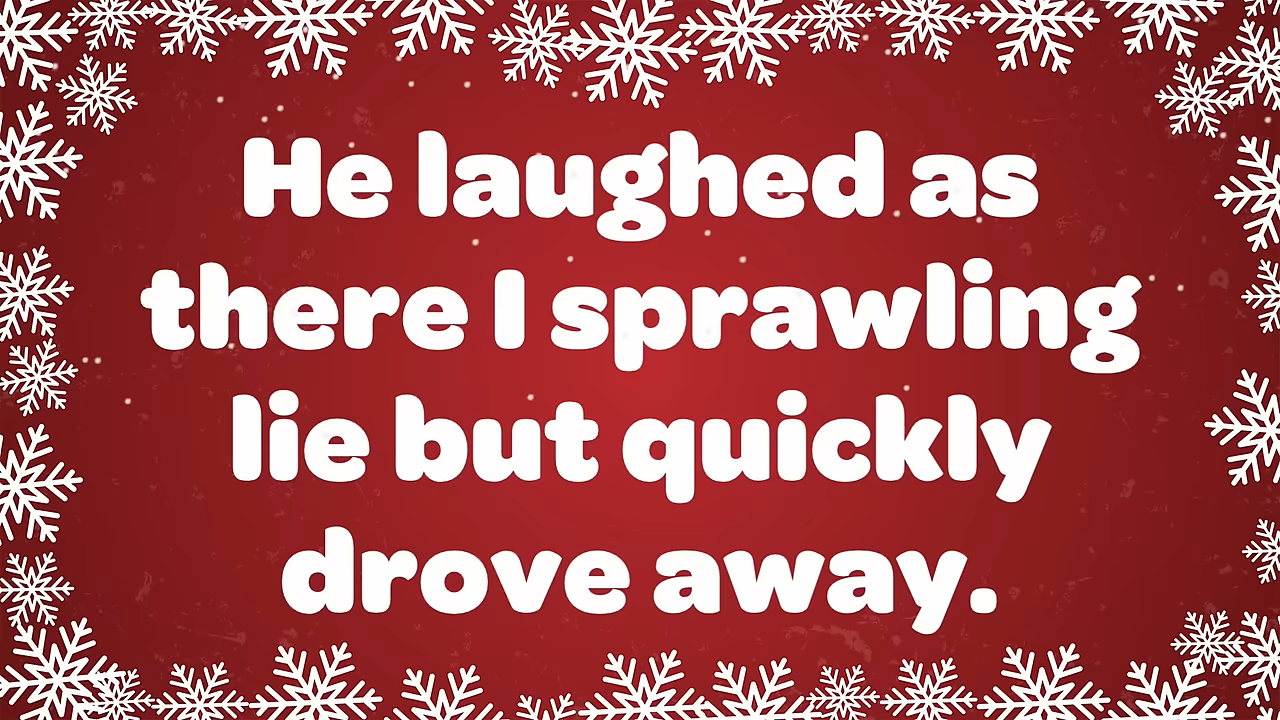 He laughed as
there I sprawling
lie but quickly
drove away.